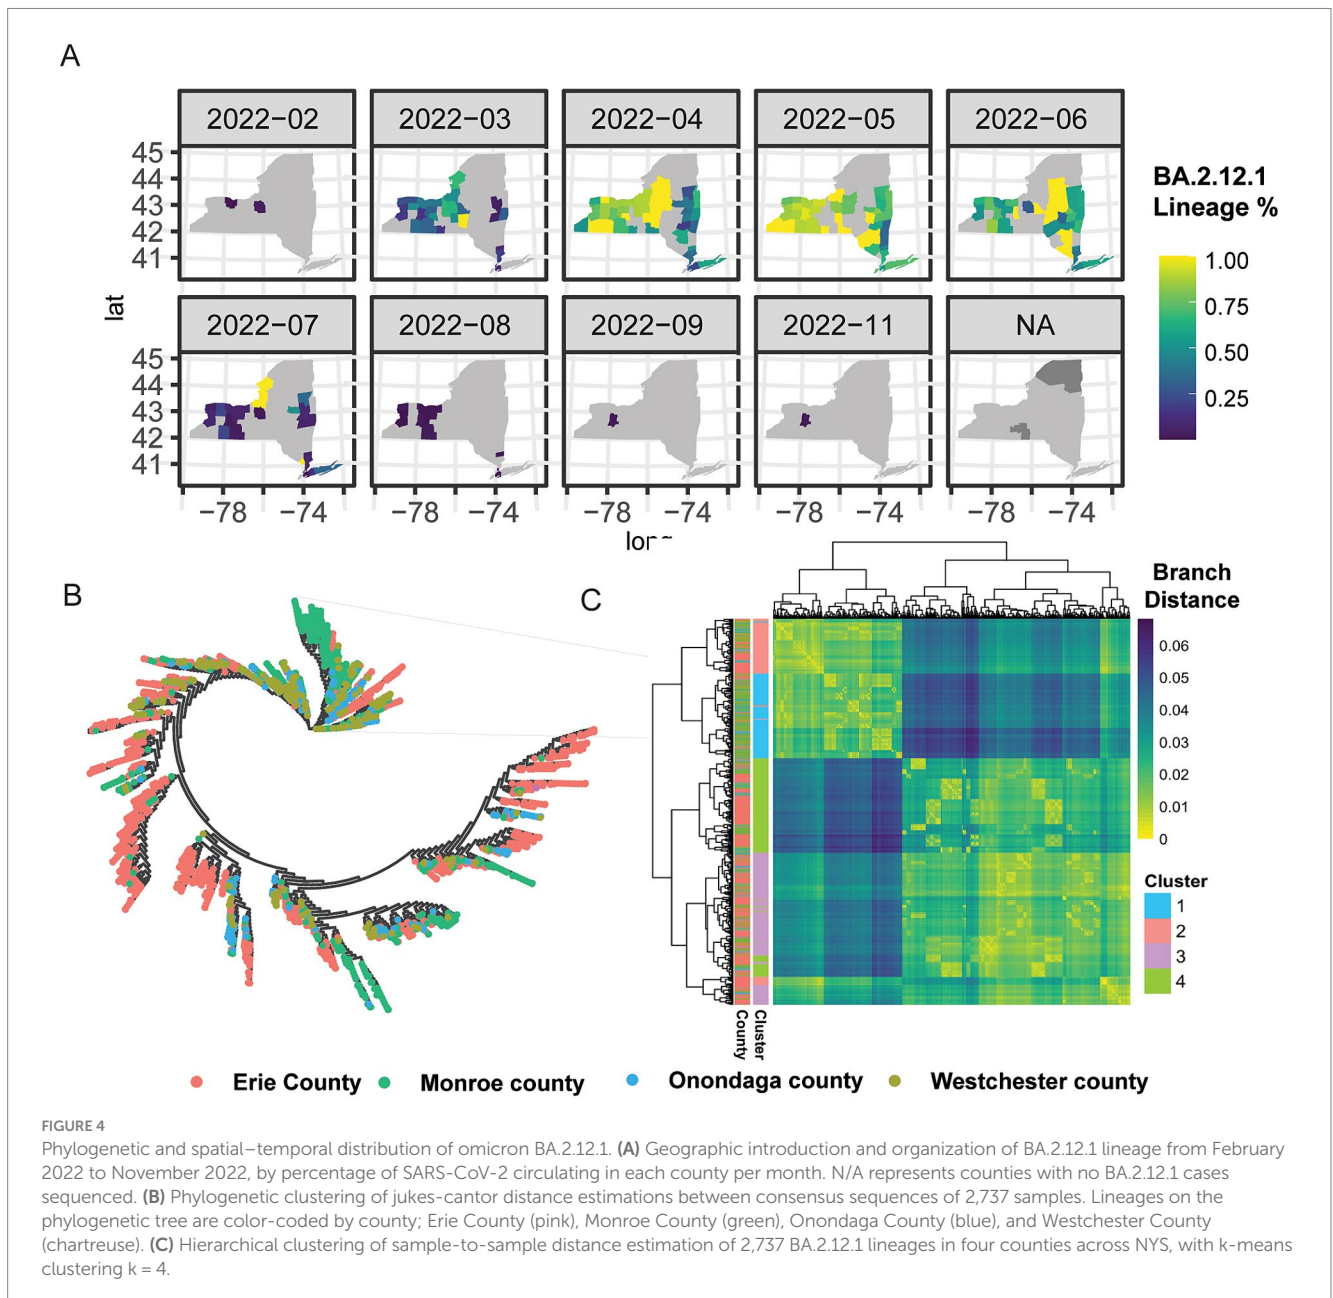 A
2022−02
2022−03
2022−04
2022−05
2022−06
45
44
43
42
41
BA.2.12.1
Lineage %
1.00
0.75
0.50
0.25
lat
2022−07
2022−08
2022−09
2022−11
NA
45
44
43
42
41
−78 −74
−78 −74
−78 −74
−78 −74
−78 −74
B
C
Branch
Distance
0.06
0.05
0.04
0.03
0.02
0.01
0
Cluster
1
2
3
4
County
Cluster
Erie County
Monroe county
Onondaga county
Westchester county
FIGURE 4
Phylogenetic and spatial–temporal distribution of omicron BA.2.12.1. (A) Geographic introduction and organization of BA.2.12.1 lineage from February
2022 to November 2022, by percentage of SARS-CoV-2 circulating in each county per month. N/A represents counties with no BA.2.12.1 cases
sequenced. (B) Phylogenetic clustering of jukes-cantor distance estimations between consensus sequences of 2,737 samples. Lineages on the
phylogenetic tree are color-coded by county; Erie County (pink), Monroe County (green), Onondaga County (blue), and Westchester County
(chartreuse). (C) Hierarchical clustering of sample-to-sample distance estimation of 2,737 BA.2.12.1 lineages in four counties across NYS, with k-means
clustering k = 4.